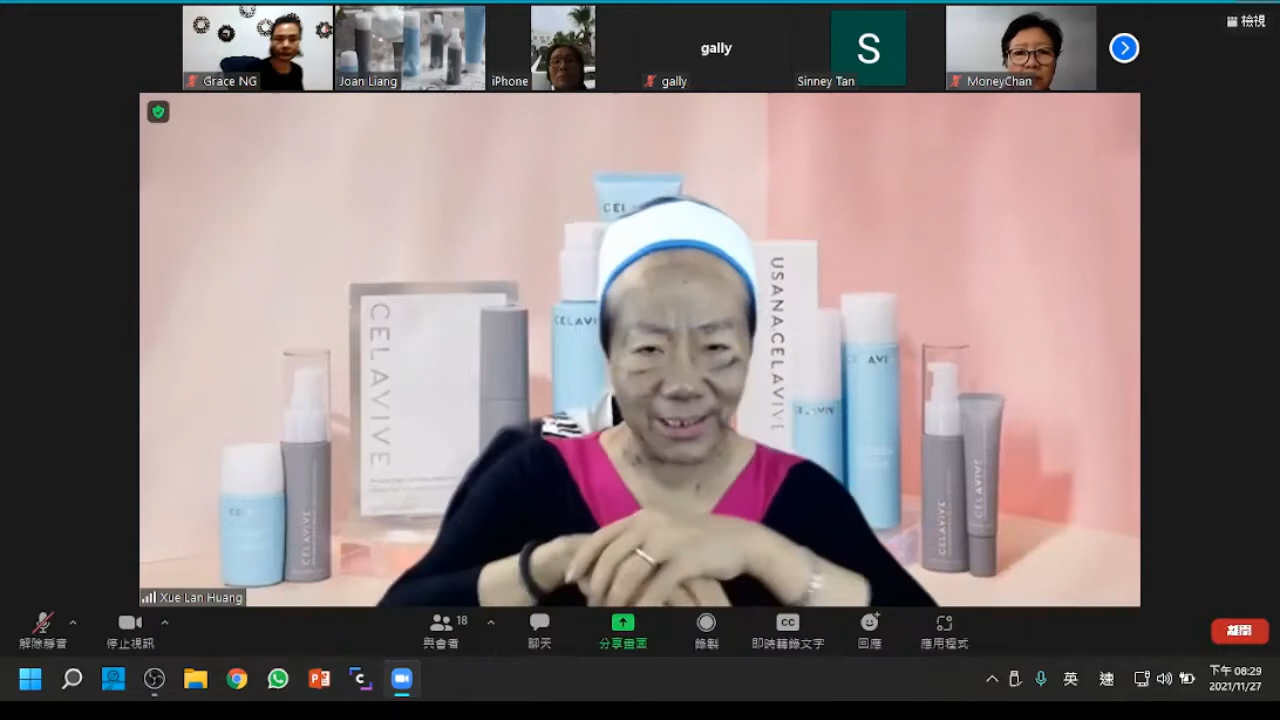 檢視
gally
S
Grace NG
Joan Liang
iPhone
gally
Sinney Tan
MoneyChan
CELAVIVE
CELAVI
USANACELAVIVE
CELAVIVE
CELAVIVE
CELAVIVE
Xue Lan Huang
18
CC
解除靜音
停止視訊
與會者
聊天
分享畫面
錄製
即時轉錄文字
回應
應用程式
離開
英
速
下午 08:29
2021/11/27